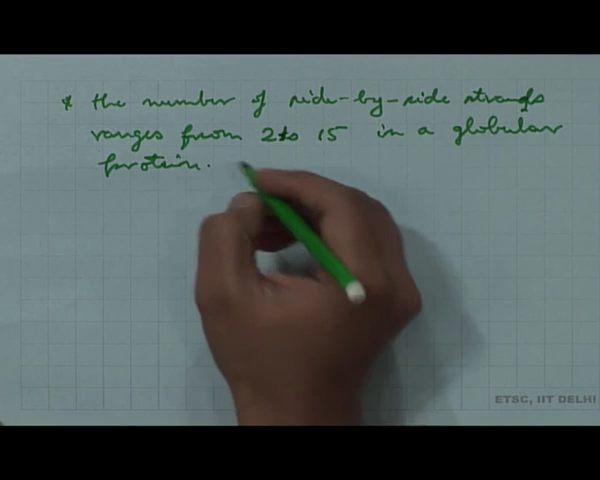 * the number of side-by-side strands
ranges from 2 to 15 in a globular
protein.
ETSC, IIT DELHI